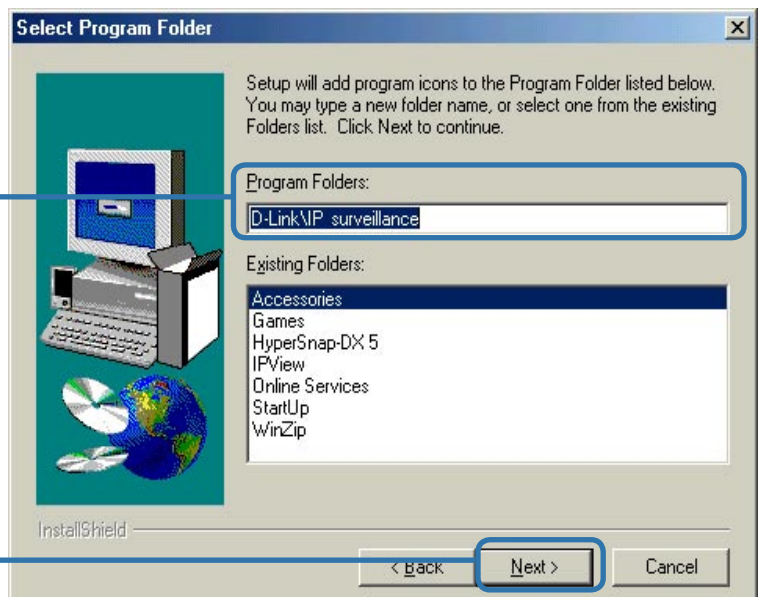 Select Program Folder
Setup will add program icons to the Program Folder listed below.
You may type a new folder name, or select one from the existing
Folders list. Click Next to continue.
Program Folders:
D-Link\IP surveillance
Existing Folders:
Accessories
Games
HyperSnap-DX 5
IPView
Online Services
StartUp
WinZip
InstallShield
< Back Next > Cancel